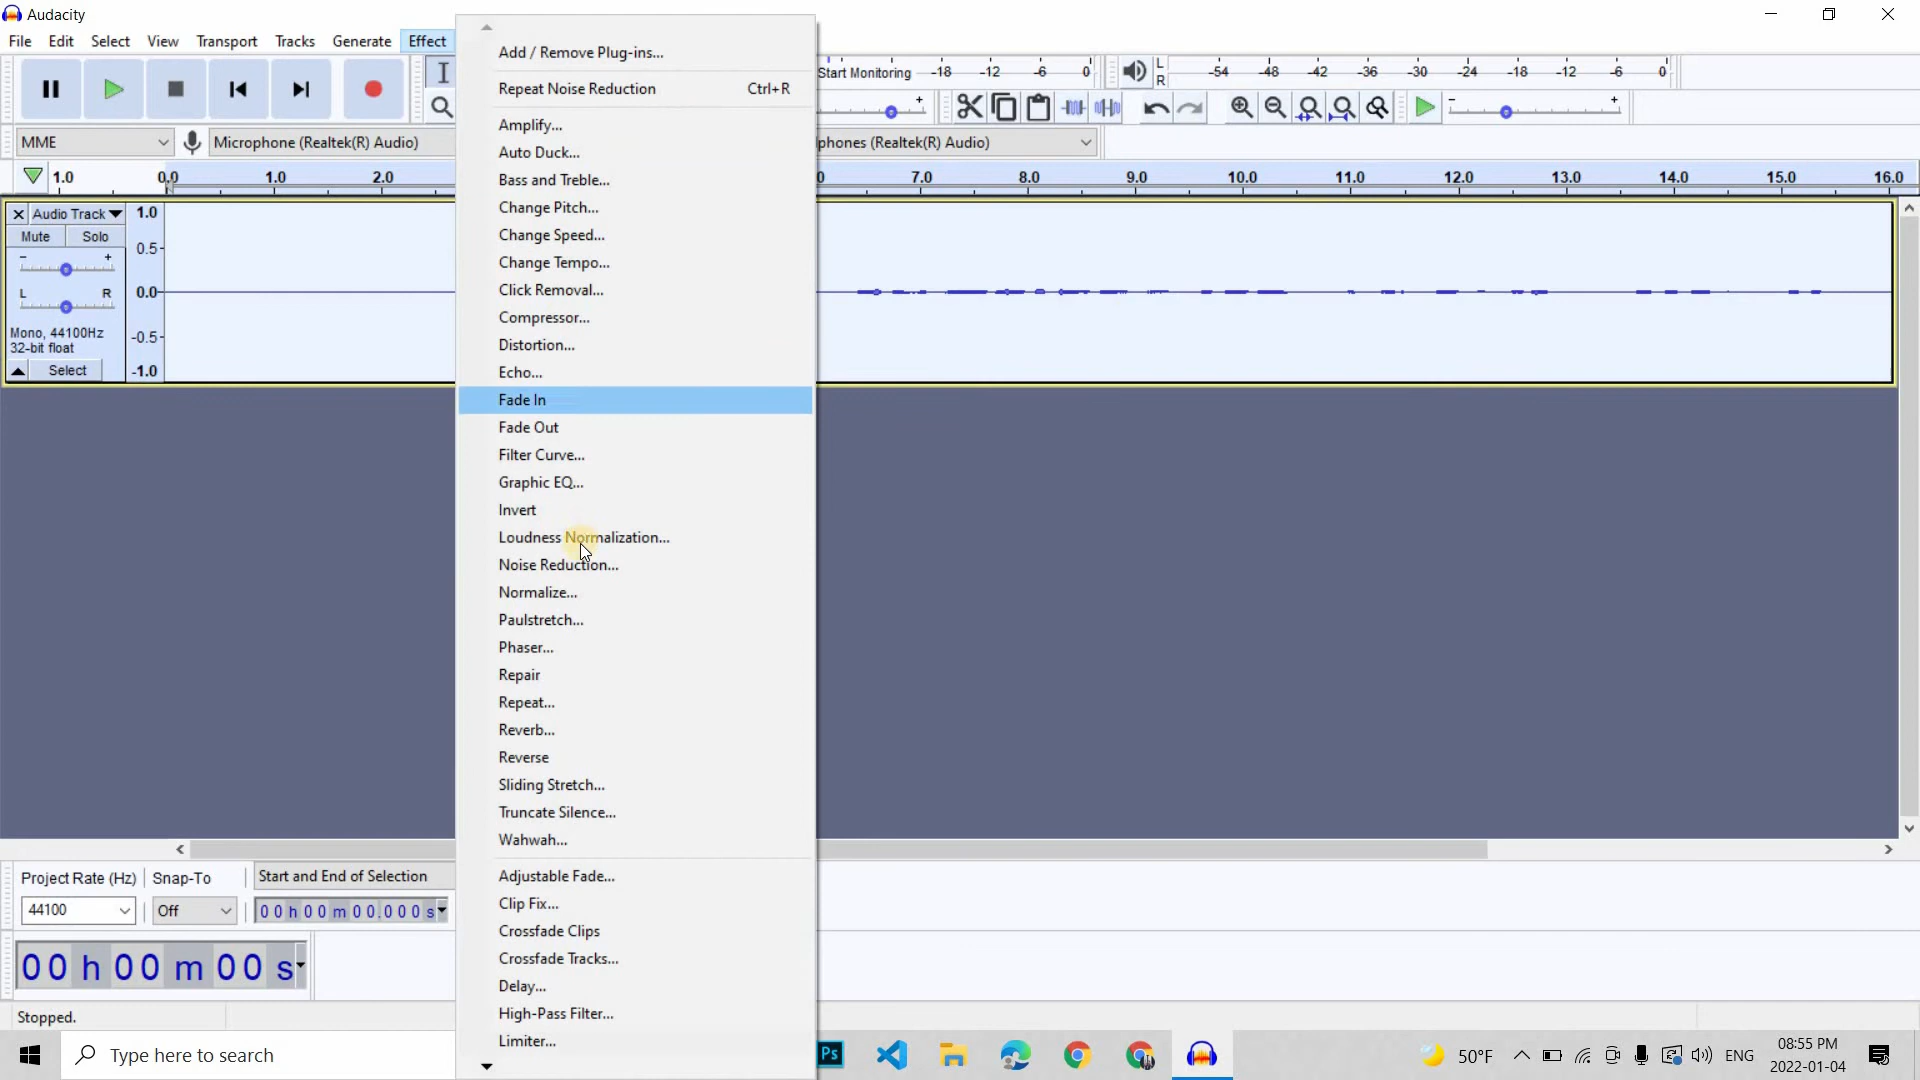 Audacity
File Edit Select View Transport Tracks Generate Effect
Add / Remove Plug-ins...
Start Monitoring -18 -12 -6 0
L
R
-54 -48 -42 -36 -30 -24 -18 -12 -6 0
Repeat Noise Reduction Ctrl+R
MME
Microphone (Realtek(R) Audio)
phones (Realtek(R) Audio)
1.0 0.0 1.0 2.0 0 7.0 8.0 9.0 10.0 11.0 12.0 13.0 14.0 15.0 16.0
Audio Track
Mute Solo
- +
L R
Mono, 44100Hz
32-bit float
Select
1.0
0.5
0.0
-0.5
-1.0
Amplify...
Auto Duck...
Bass and Treble...
Change Pitch...
Change Speed...
Change Tempo...
Click Removal...
Compressor...
Distortion...
Echo...
Fade In
Fade Out
Filter Curve...
Graphic EQ...
Invert
Loudness Normalization...
Noise Reduction...
Normalize...
Paulstretch...
Phaser...
Repair
Repeat...
Reverb...
Reverse
Sliding Stretch...
Truncate Silence...
Wahwah...
Adjustable Fade...
Clip Fix...
Crossfade Clips
Crossfade Tracks...
Delay...
High-Pass Filter...
Limiter...
Project Rate (Hz) Snap-To Start and End of Selection
44100 Off 00 h 00 m 00.000 s
00 h 00 m 00 s
Stopped.
Type here to search
Ps
50°F
ENG
08:55 PM
2022-01-04